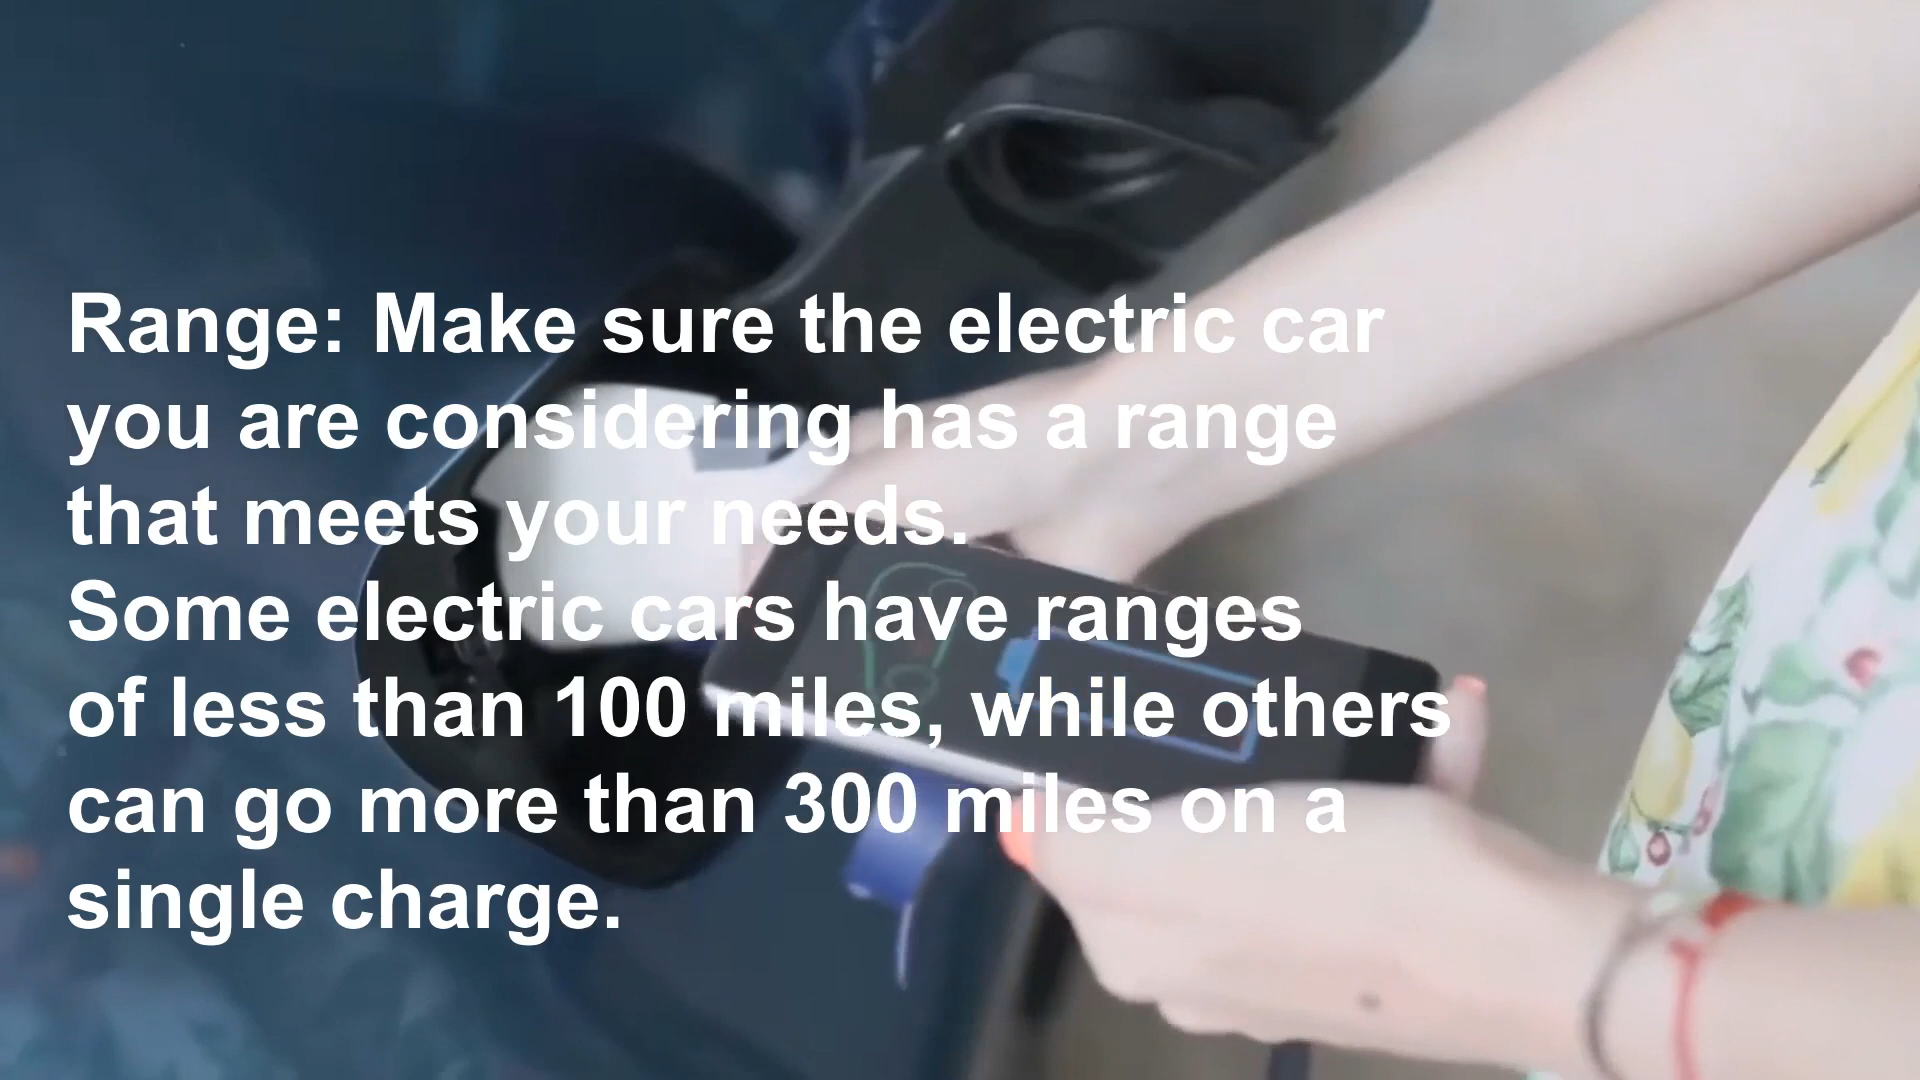 Range: Make sure the electric car
you are considering has a range
that meets your needs.
Some electric cars have ranges
of less than 100 miles, while others
can go more than 300 miles on a
single charge.